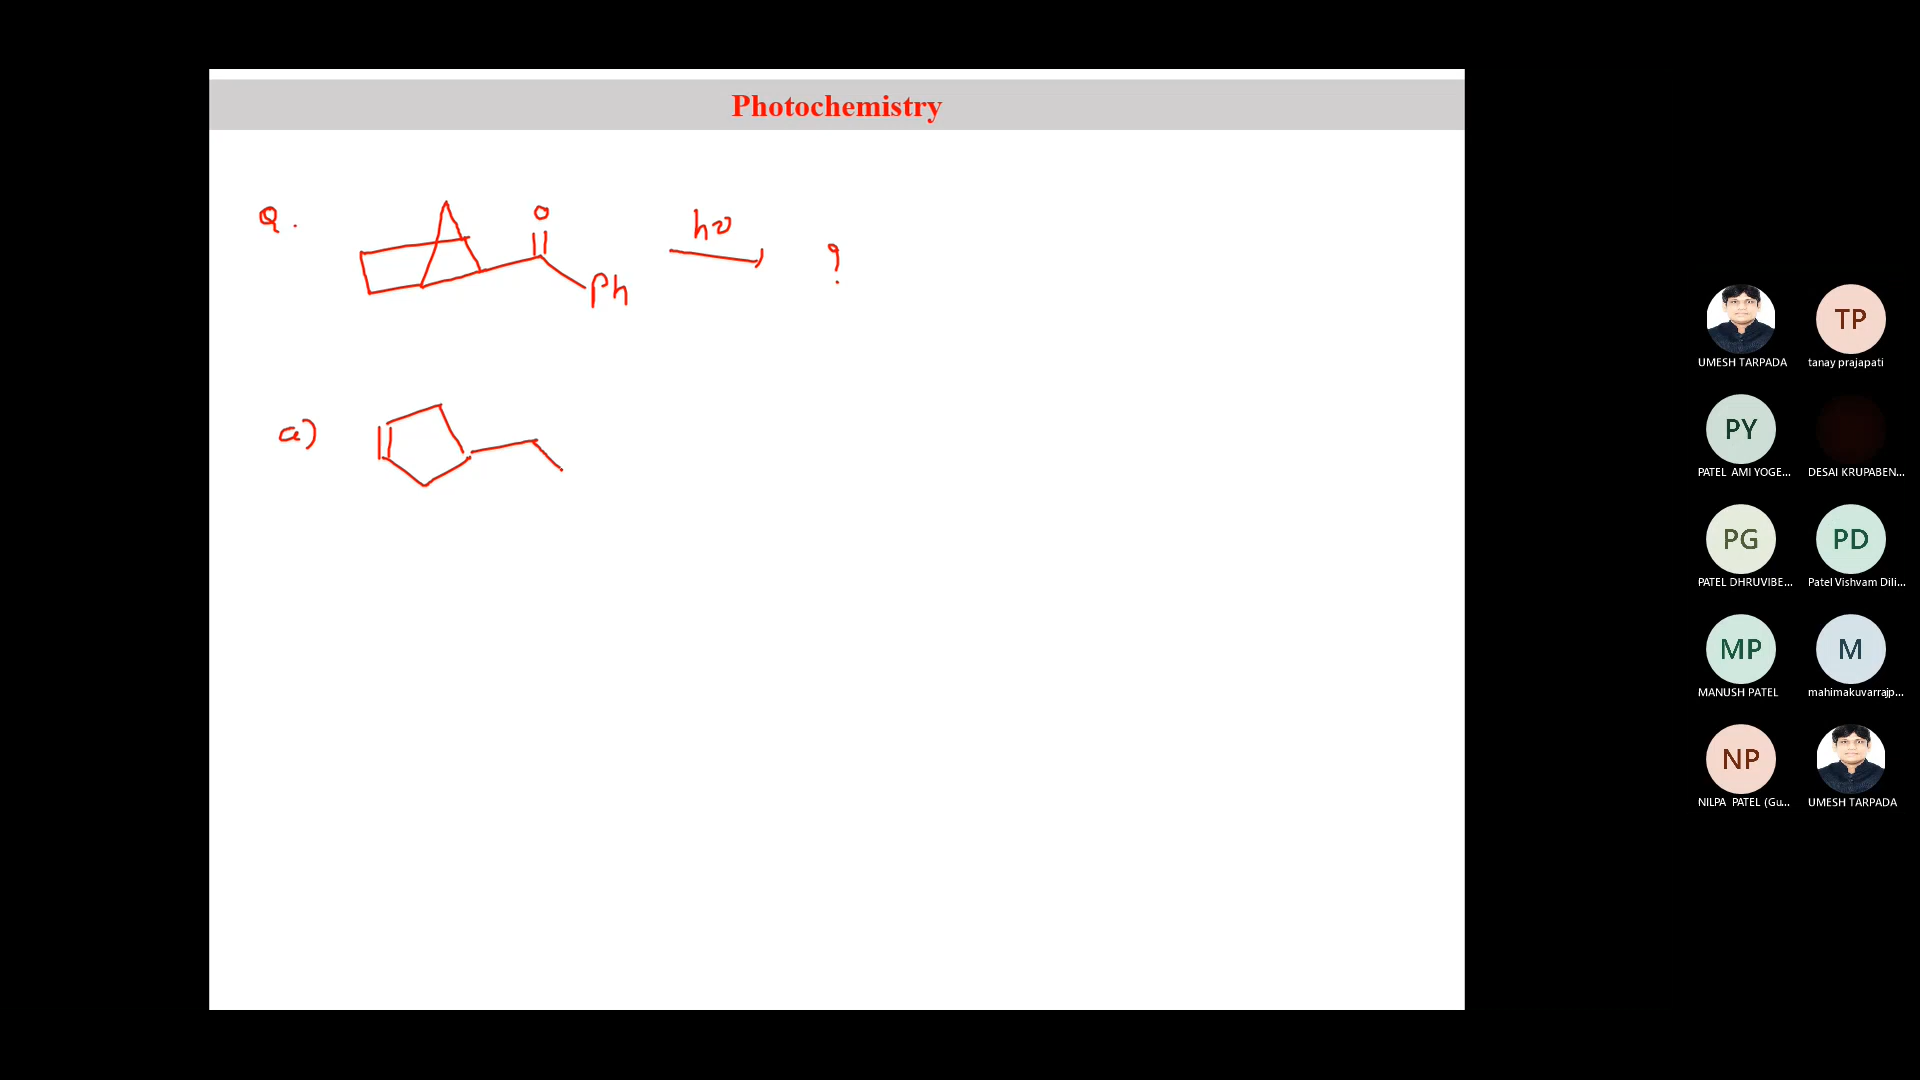 Photochemistry
Q.
O
hν
?
Ph
a)
UMESH TARPADA
TP
tanay prajapati
PY
PATEL AMI YOGE...
DESAI KRUPABEN...
PG
PATEL DHRUVIBE...
PD
Patel Vishvam Dili...
MP
MANUSH PATEL
M
mahimakuvarrajp...
NP
NILPA PATEL (Gu...
UMESH TARPADA